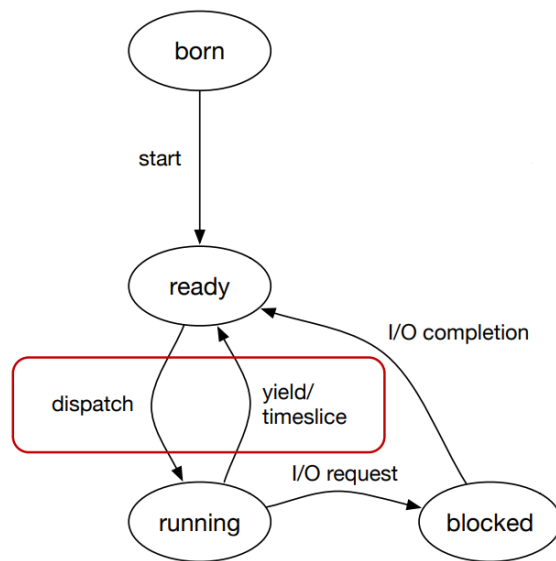 born
start
ready
I/O completion
dispatch
yield/
timeslice
I/O request
running
blocked